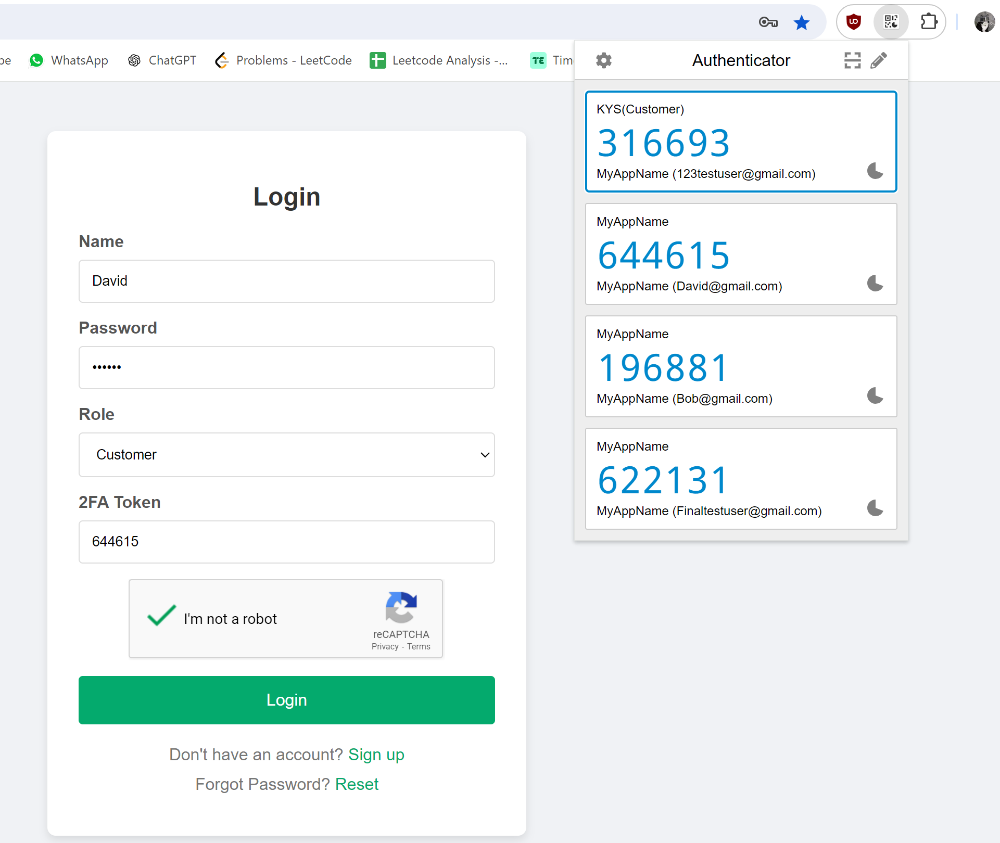 be WhatsApp ChatGPT Problems - LeetCode Leetcode Analysis -... TE Tim
Login
Name
David
Password
••••••
Role
Customer
2FA Token
644615
I'm not a robot
reCAPTCHA
Privacy - Terms
Login
Don't have an account? Sign up
Forgot Password? Reset
Authenticator
KYS(Customer)
316693
MyAppName (123testuser@gmail.com)
MyAppName
644615
MyAppName (David@gmail.com)
MyAppName
196881
MyAppName (Bob@gmail.com)
MyAppName
622131
MyAppName (Finaltestuser@gmail.com)